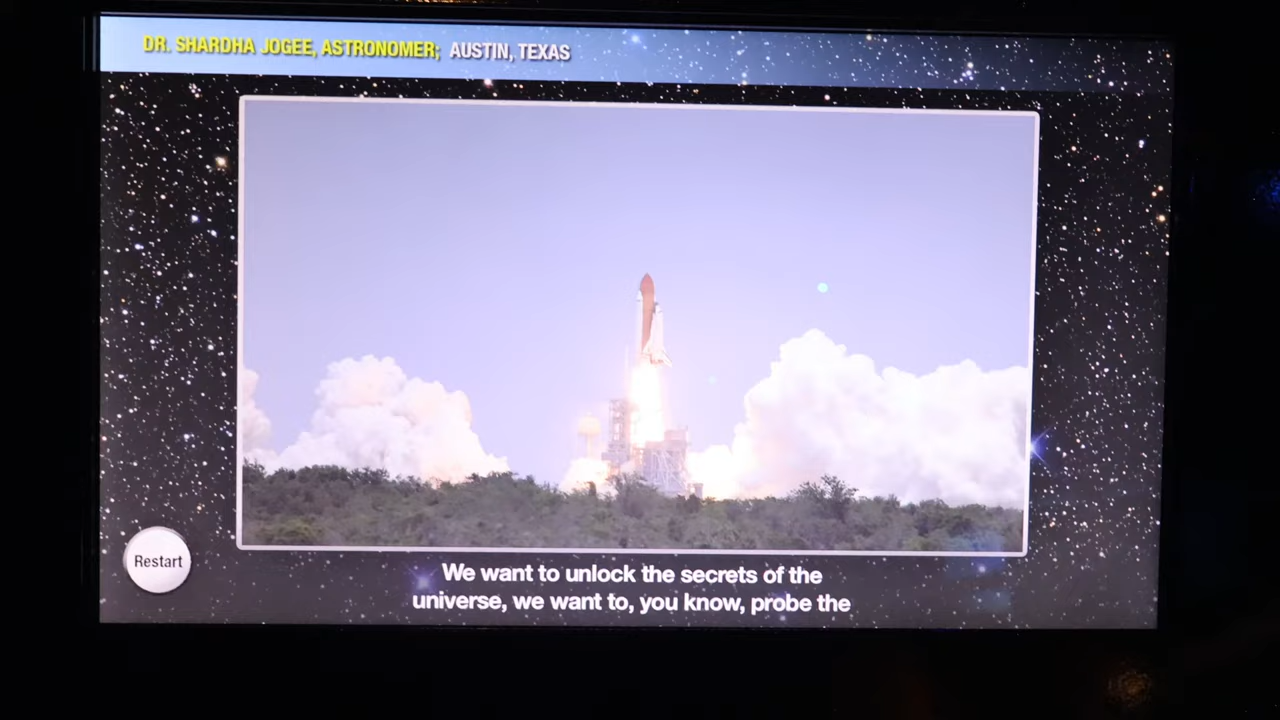 DR. SHARDHA JOGEE, ASTRONOMER; AUSTIN, TEXAS
Restart
We want to unlock the secrets of the
universe, we want to, you know, probe the